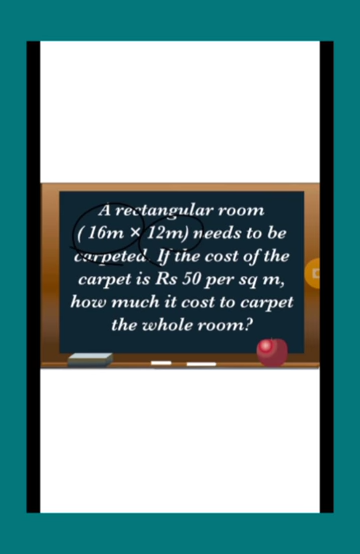 A rectangular room
( 16m × 12m) needs to be
carpeted. If the cost of the
carpet is Rs 50 per sq m,
how much it cost to carpet
the whole room?